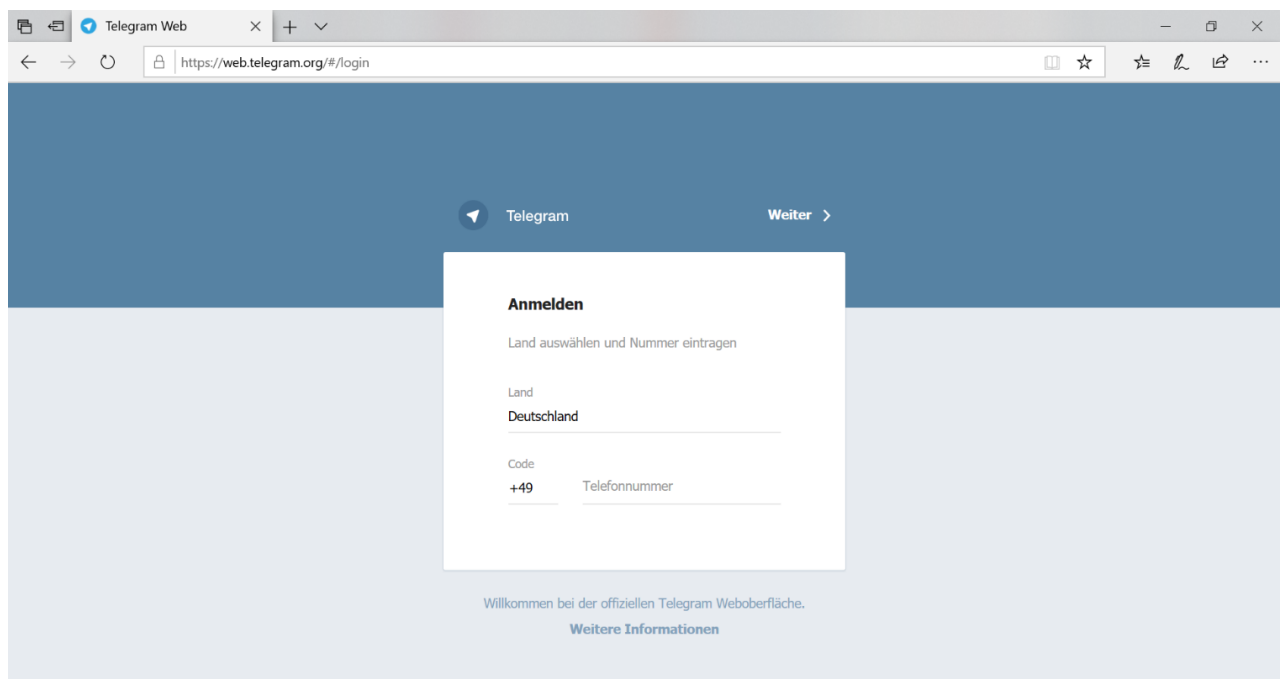 Telegram Web
https://web.telegram.org/#/login
Telegram
Weiter
Anmelden
Land auswählen und Nummer eintragen
Land
Deutschland
Code
+49 Telefonnummer
Willkommen bei der offiziellen Telegram Weboberfläche.
Weitere Informationen